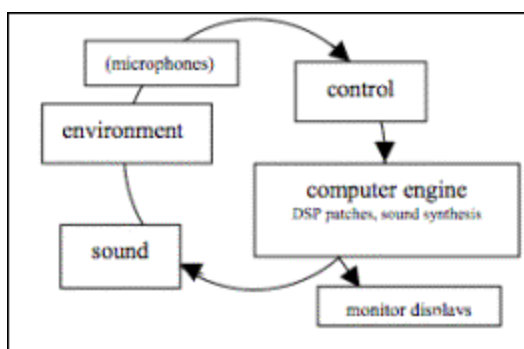 (microphones)
control
environment
computer engine
DSP patches, sound synthesis
sound
monitor displays